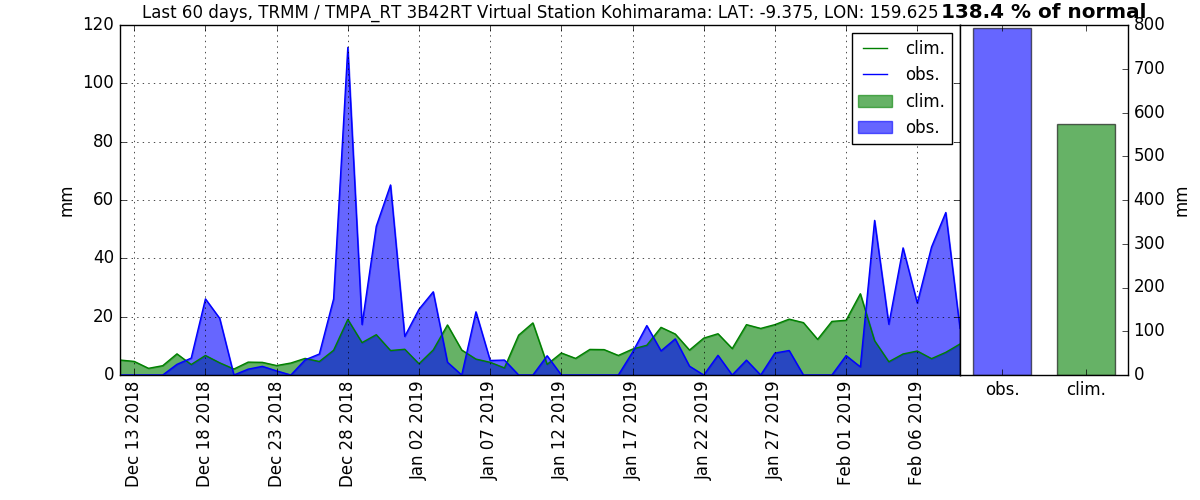 Last 60 days, TRMM / TMPA_RT 3B42RT Virtual Station Kohimarama: LAT: -9.375, LON: 159.625
138.4 % of normal
120
100
80
60
40
20
0
mm
clim.
obs.
clim.
obs.
800
700
600
500
400
300
200
100
0
mm
obs.
clim.
Dec 13 2018
Dec 18 2018
Dec 23 2018
Dec 28 2018
Jan 02 2019
Jan 07 2019
Jan 12 2019
Jan 17 2019
Jan 22 2019
Jan 27 2019
Feb 01 2019
Feb 06 2019